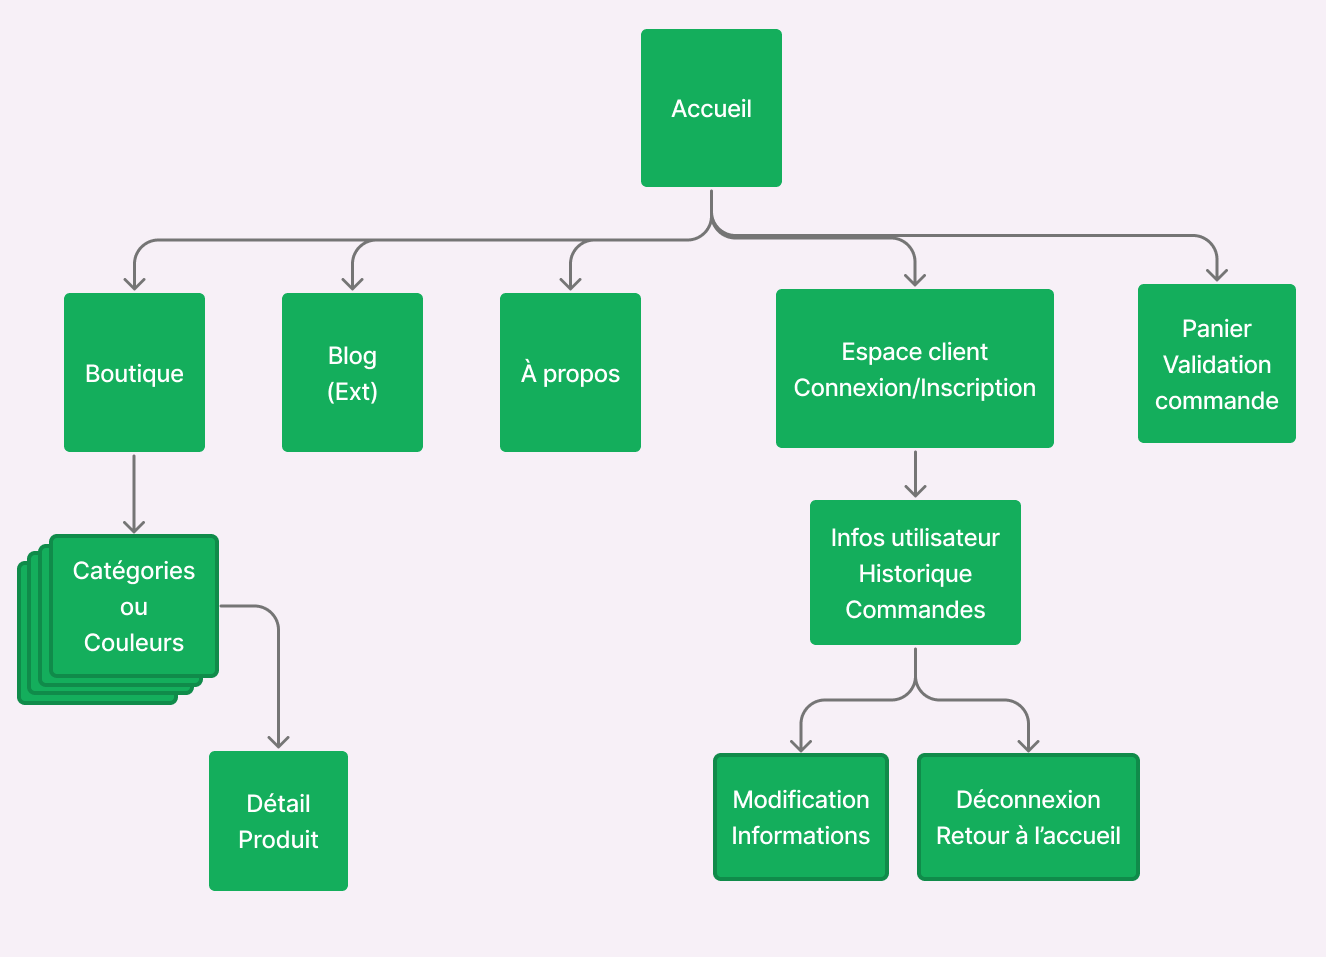 Accueil
Boutique
Blog
(Ext)
À propos
Espace client
Connexion/Inscription
Panier
Validation
commande
Catégories
ou
Couleurs
Infos utilisateur
Historique
Commandes
Détail
Produit
Modification
Informations
Déconnexion
Retour à l’accueil